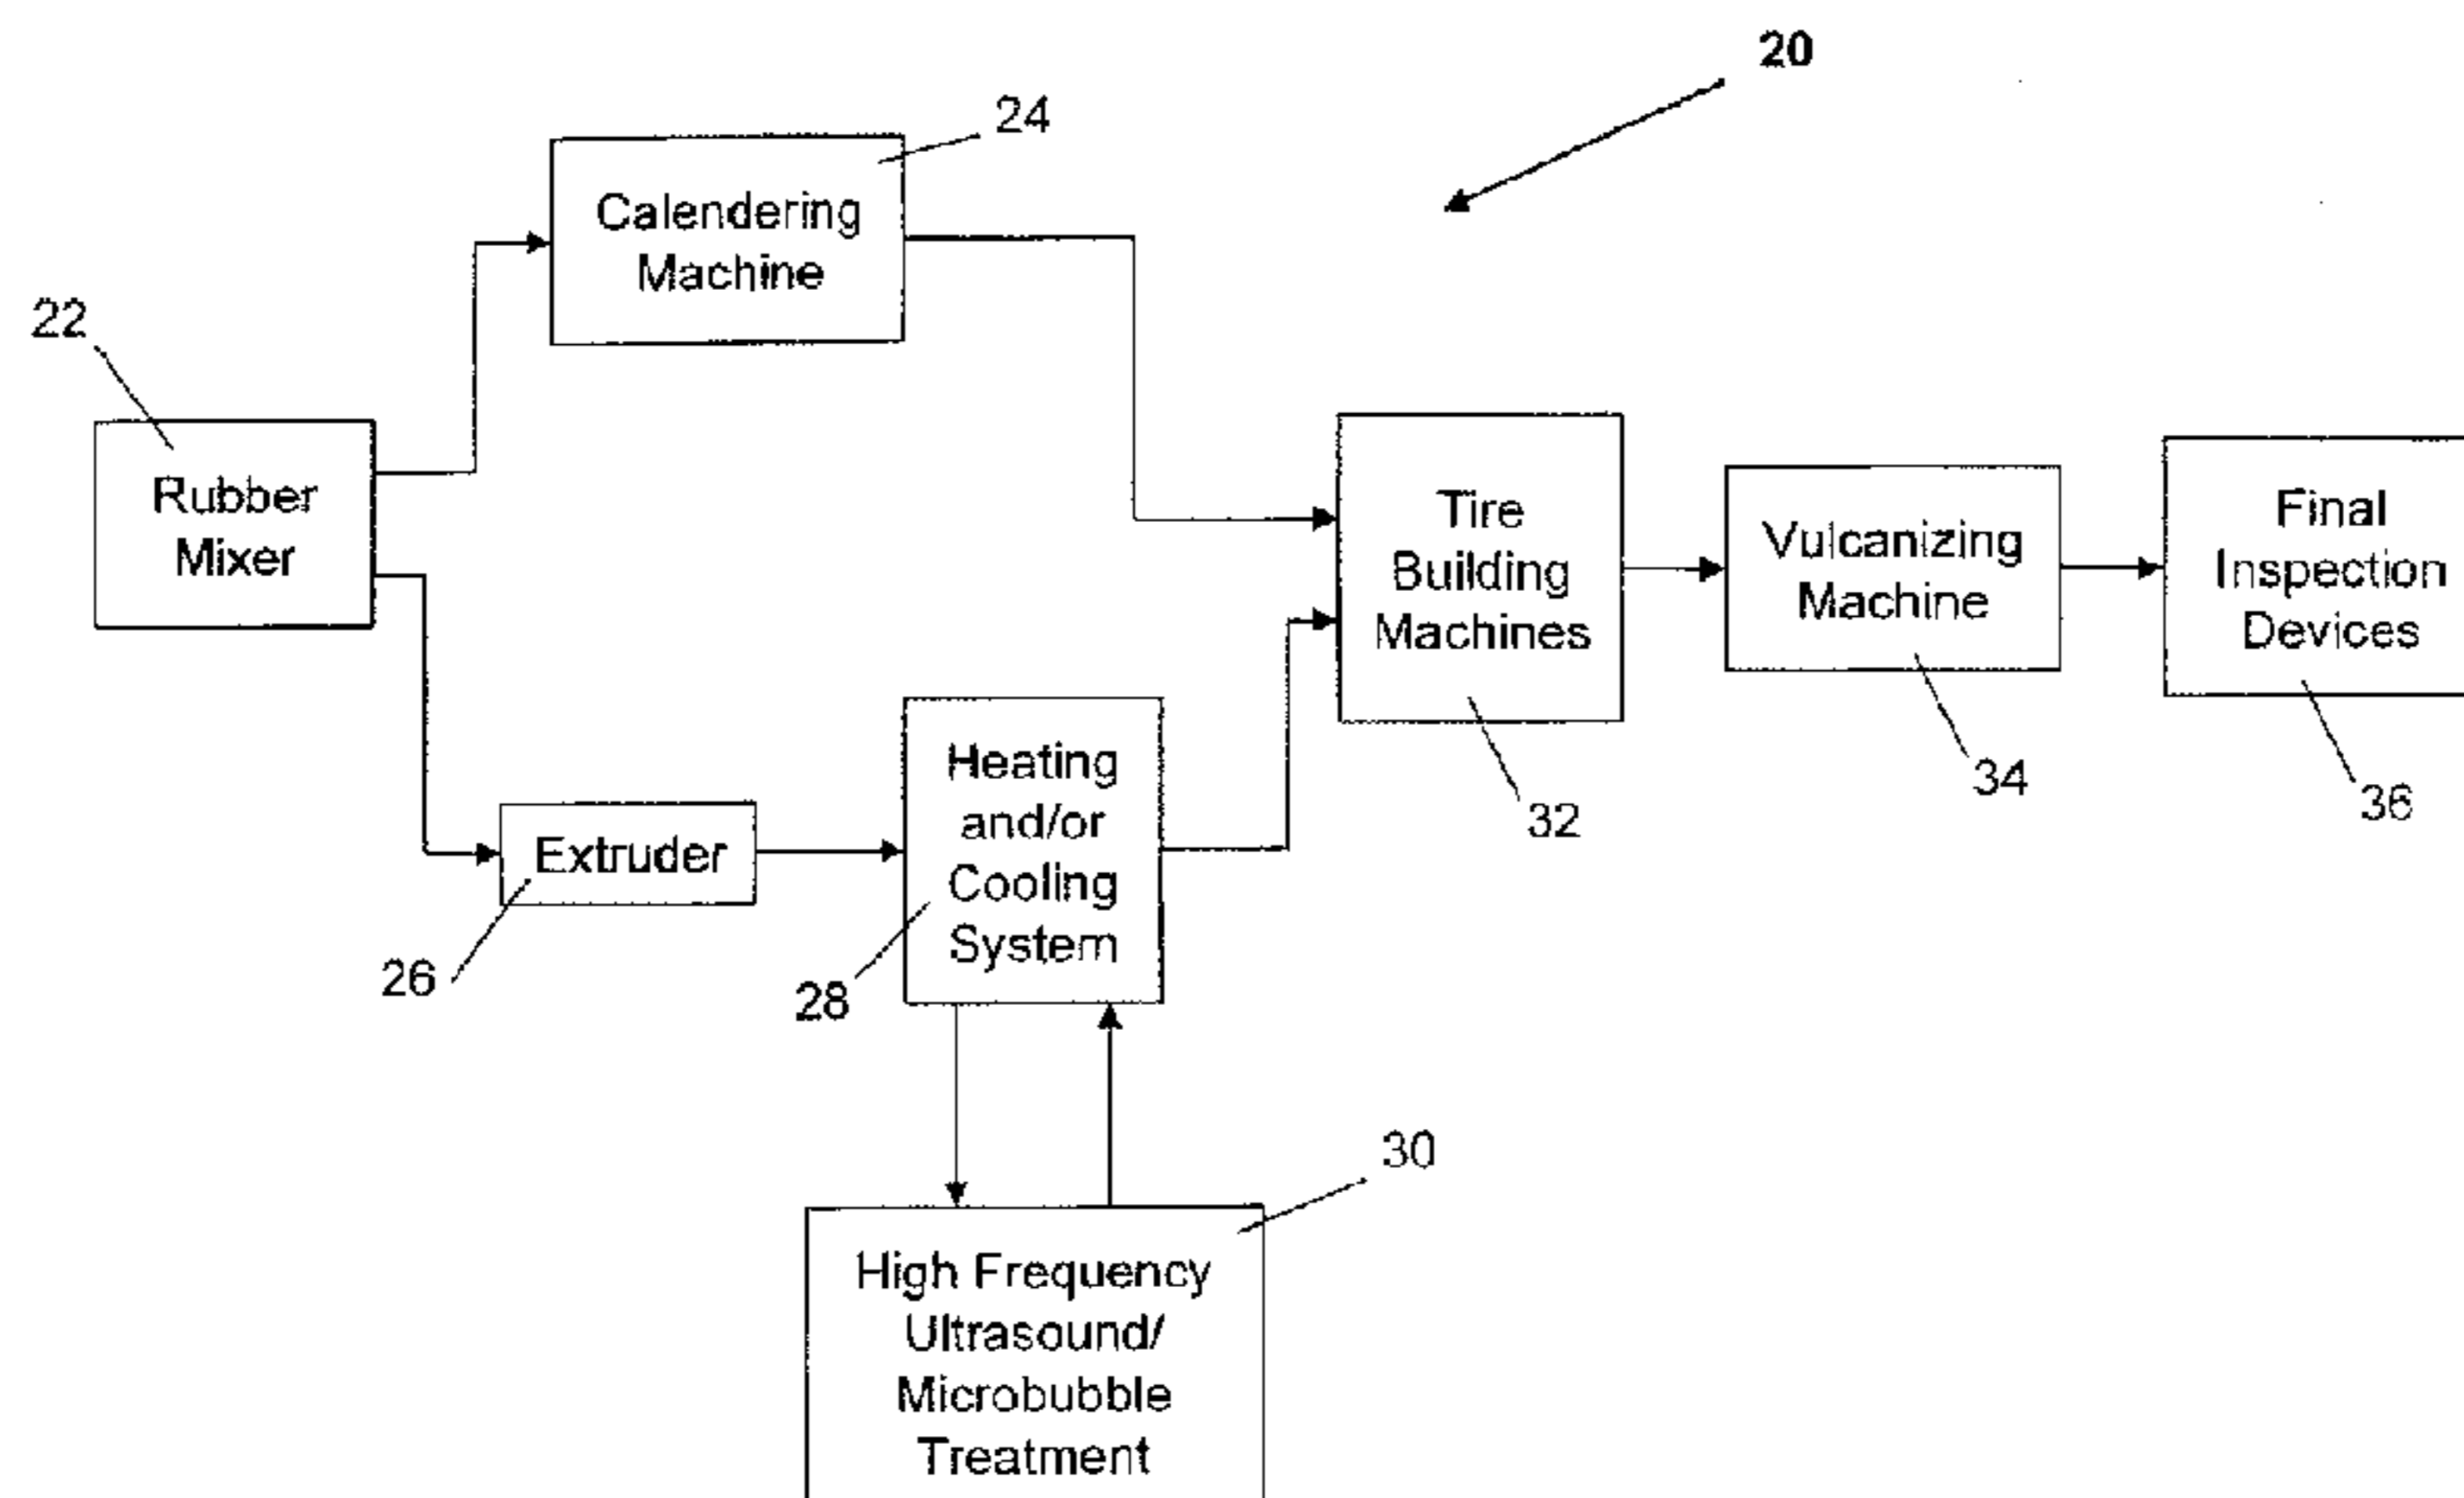 20
24
Calendering
Machine
22
Rubber
Mixer
Tire
Building
Machines
Vulcanizing
Machine
Final
Inspection
Devices
Heating
and/or
Cooling
System
34
36
32
Extruder
26
28
30
High Frequency
Ultrasound/
Microbubble
Treatment